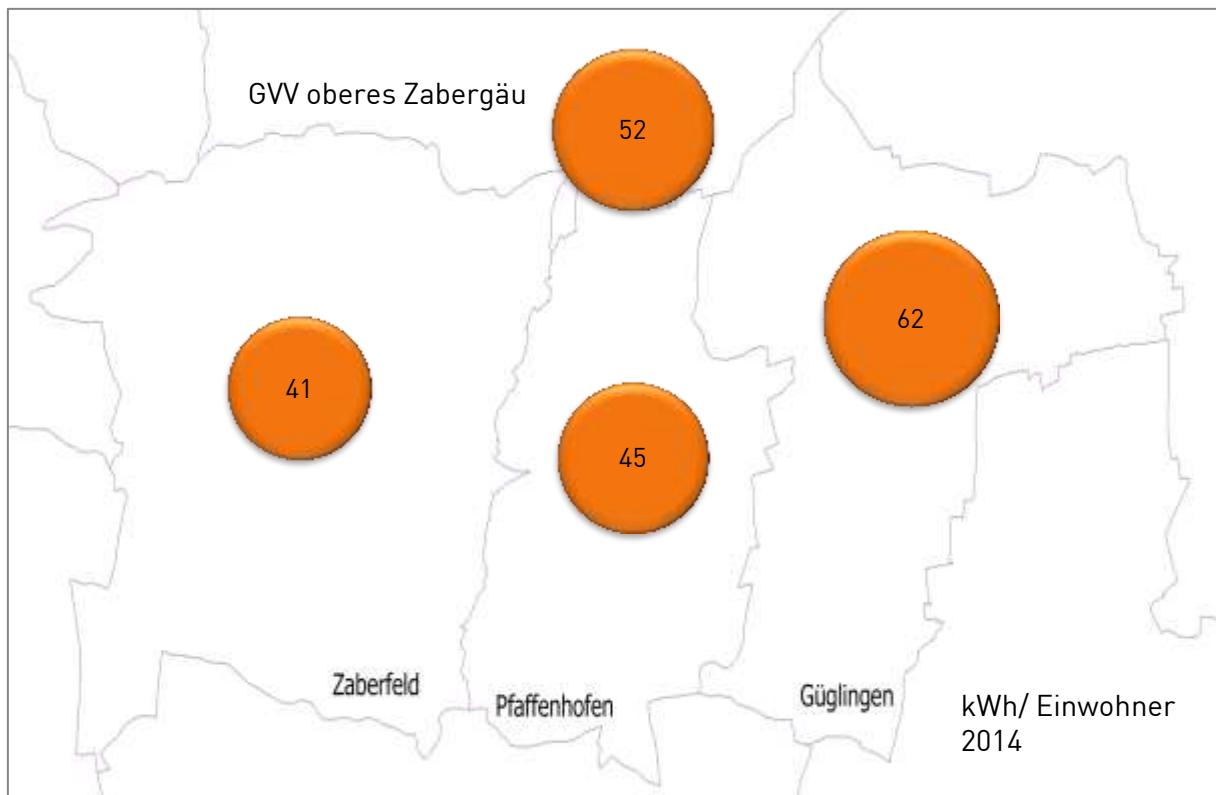 GVV oberes Zabergäu
52
62
41
45
Zaberfeld
Pfaffenhofen
Güglingen
kWh/ Einwohner
2014